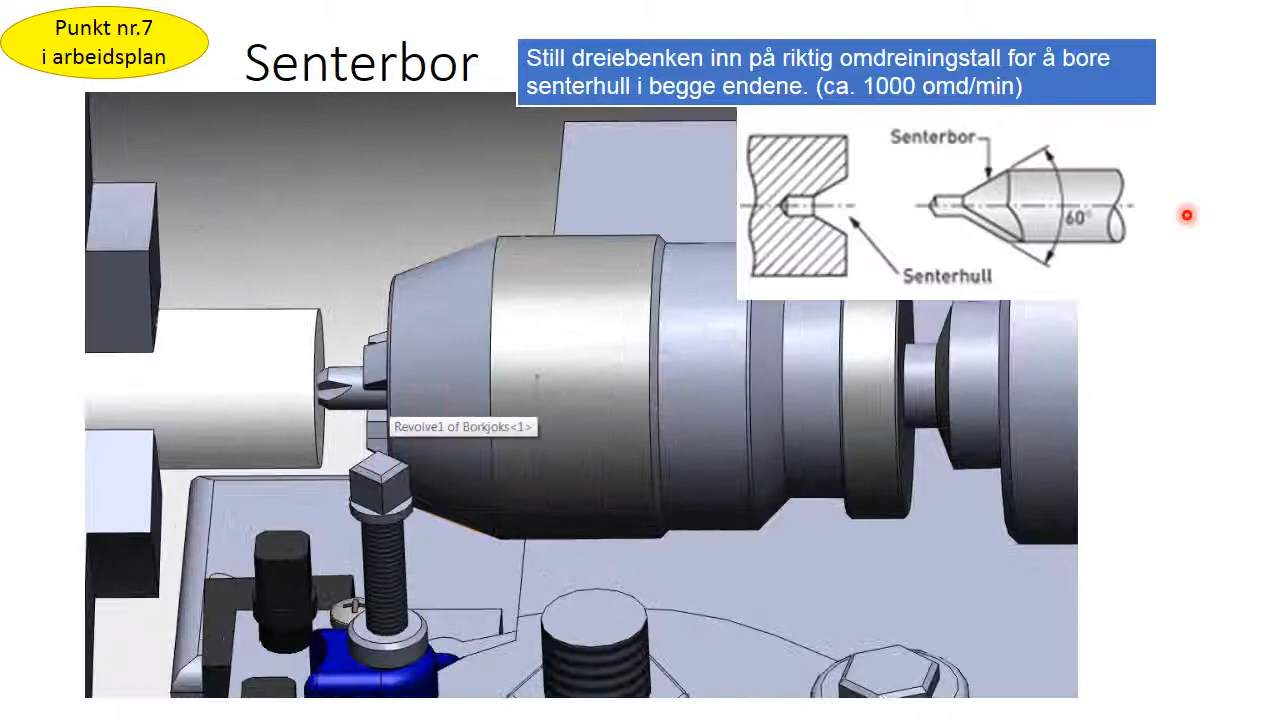 Punkt nr.7
i arbeidsplan
Senterbor
Still dreiebenken inn på riktig omdreiningstall for å bore
senterhull i begge endene. (ca. 1000 omd/min)
Senterbor
60°
Senterhull
Revolve1 of Borkjoks<1>